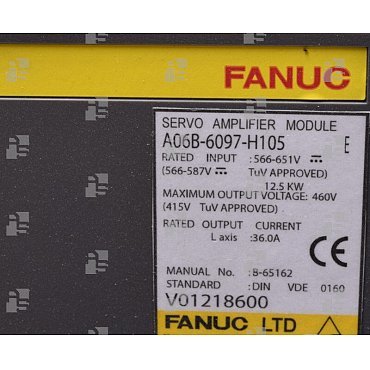 FANUC
SERVO AMPLIFIER MODULE
A06B-6097-H105 E
RATED INPUT :566-651V ⎓
(566-587V ⎓ TuV APPROVED)
12.5 KW
MAXIMUM OUTPUT VOLTAGE: 460V
(415V TuV APPROVED)
RATED OUTPUT CURRENT
L axis :36.0A
CE
MANUAL No. :B-65162
STANDARD :DIN VDE 0160
V01218600
FANUC LTD